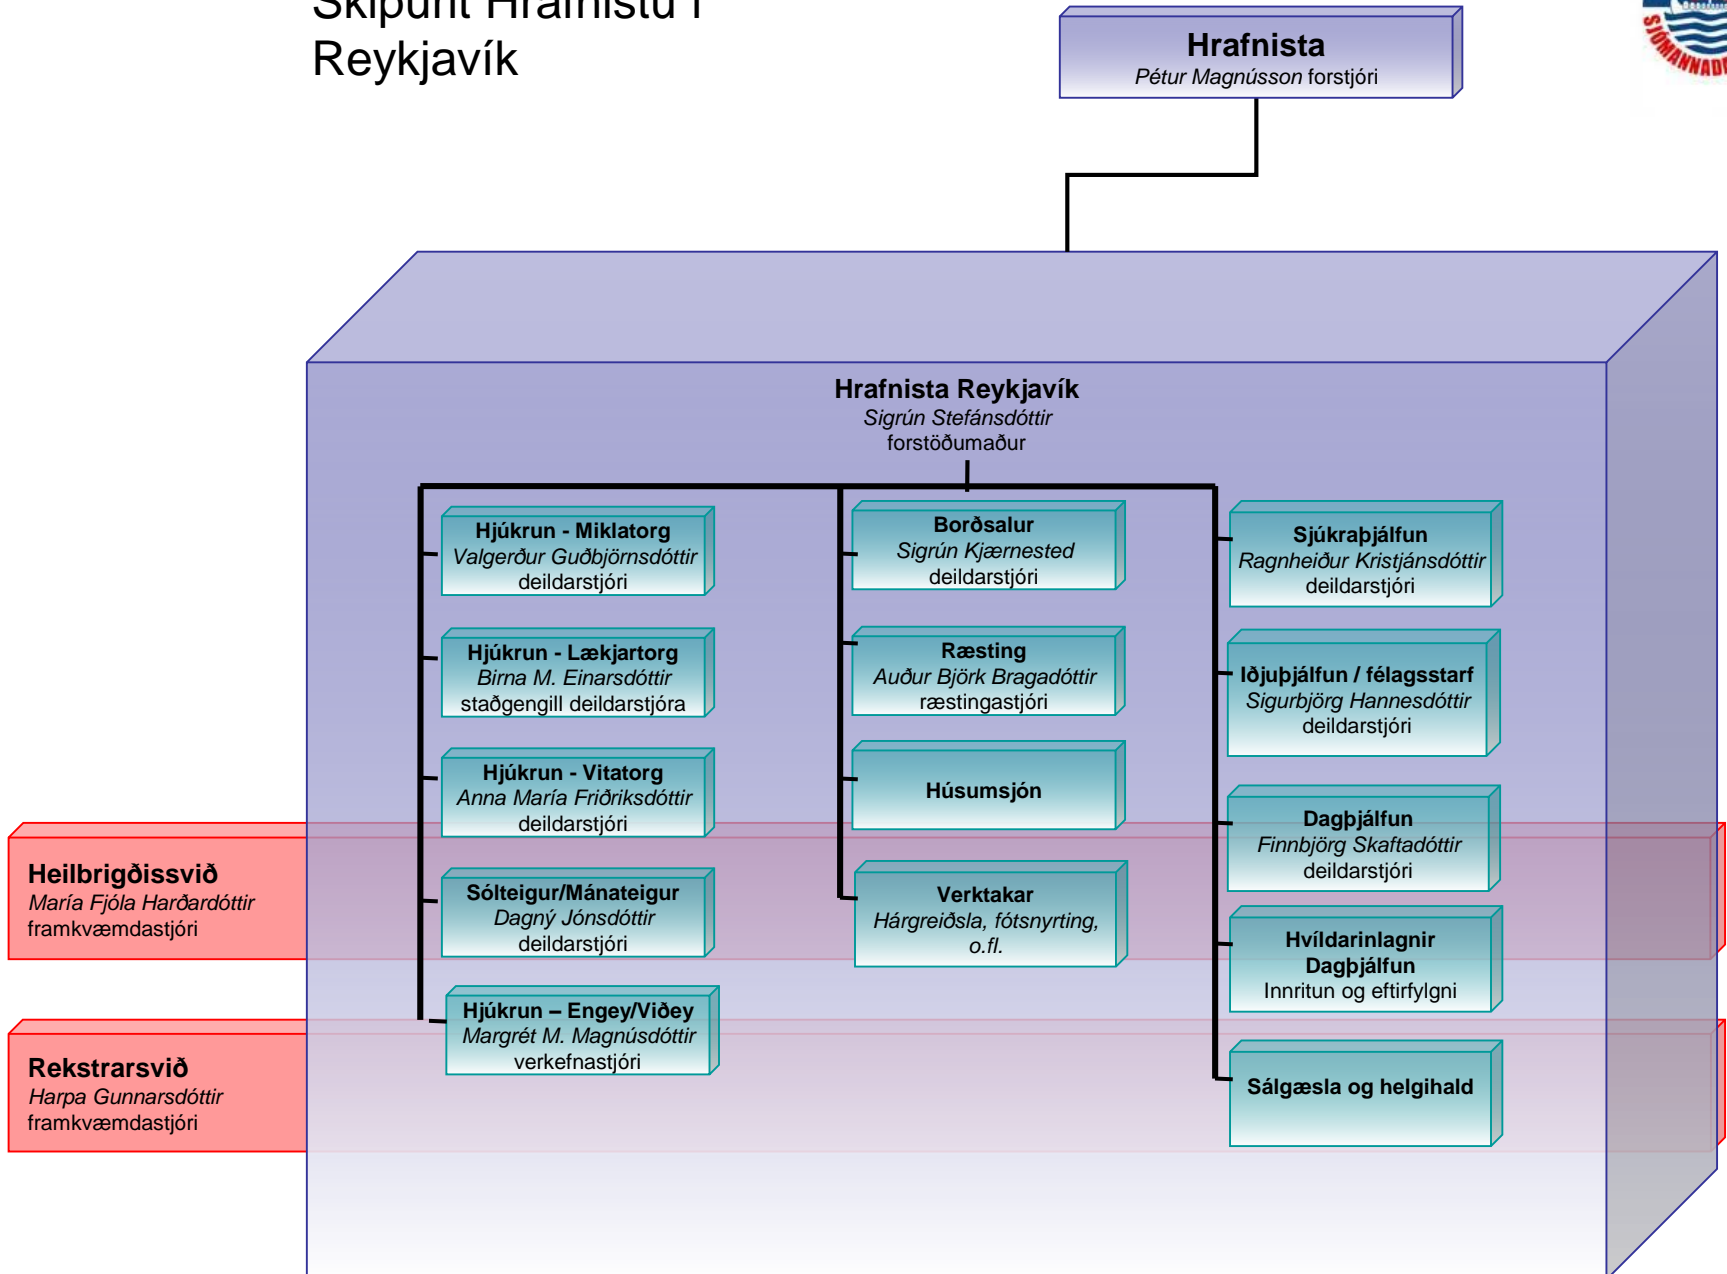 Skipurit Hrafnistu í
Reykjavík
Hrafnista
Pétur Magnússon forstjóri
Hrafnista Reykjavík
Sigrún Stefánsdóttir
forstöðumaður
Hjúkrun - Miklatorg
Valgerður Guðbjörnsdóttir
deildarstjóri
Hjúkrun - Lækjartorg
Birna M. Einarsdóttir
staðgengill deildarstjóra
Hjúkrun - Vitatorg
Anna María Friðriksdóttir
deildarstjóri
Sólteigur/Mánateigur
Dagný Jónsdóttir
deildarstjóri
Hjúkrun – Engey/Viðey
Margrét M. Magnúsdóttir
verkefnastjóri
Borðsalur
Sigrún Kjærnested
deildarstjóri
Ræsting
Auður Björk Bragadóttir
ræstingastjóri
Húsumsjón
Verktakar
Hárgreiðsla, fótsnyrting,
o.fl.
Sjúkraþjálfun
Ragnheiður Kristjánsdóttir
deildarstjóri
Iðjuþjálfun / félagsstarf
Sigurbjörg Hannesdóttir
deildarstjóri
Dagþjálfun
Finnbjörg Skaftadóttir
deildarstjóri
Hvíldarinlagnir
Dagþjálfun
Innritun og eftirfylgni
Sálgæsla og helgihald
Heilbrigðissvið
María Fjóla Harðardóttir
framkvæmdastjóri
Rekstrarsvið
Harpa Gunnarsdóttir
framkvæmdastjóri